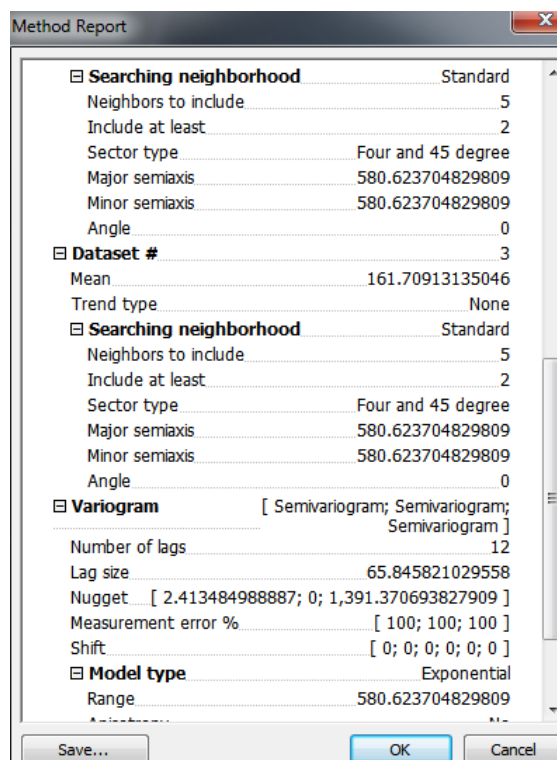 Method Report
Searching neighborhood Standard
Neighbors to include 5
Include at least 2
Sector type Four and 45 degree
Major semiaxis 580.623704829809
Minor semiaxis 580.623704829809
Angle 0
Dataset # 3
Mean 161.70913135046
Trend type None
Searching neighborhood Standard
Neighbors to include 5
Include at least 2
Sector type Four and 45 degree
Major semiaxis 580.623704829809
Minor semiaxis 580.623704829809
Angle 0
Variogram [ Semivariogram; Semivariogram;
Semivariogram ]
Number of lags 12
Lag size 65.845821029558
Nugget [ 2.413484988887; 0; 1,391.370693827909 ]
Measurement error % [ 100; 100; 100 ]
Shift [ 0; 0; 0; 0; 0; 0 ]
Model type Exponential
Range 580.623704829809
Anisotropy No
Save... OK Cancel